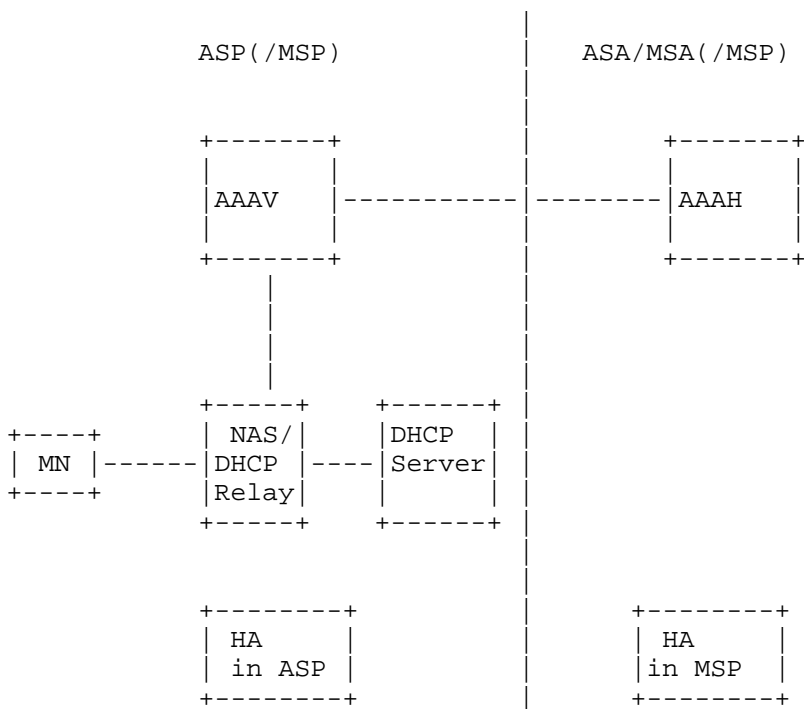 ASP(/MSP) ASA/MSA(/MSP)
AAAV AAAH
NAS/ DHCP
MN DHCP Server
Relay
HA HA
in ASP in MSP